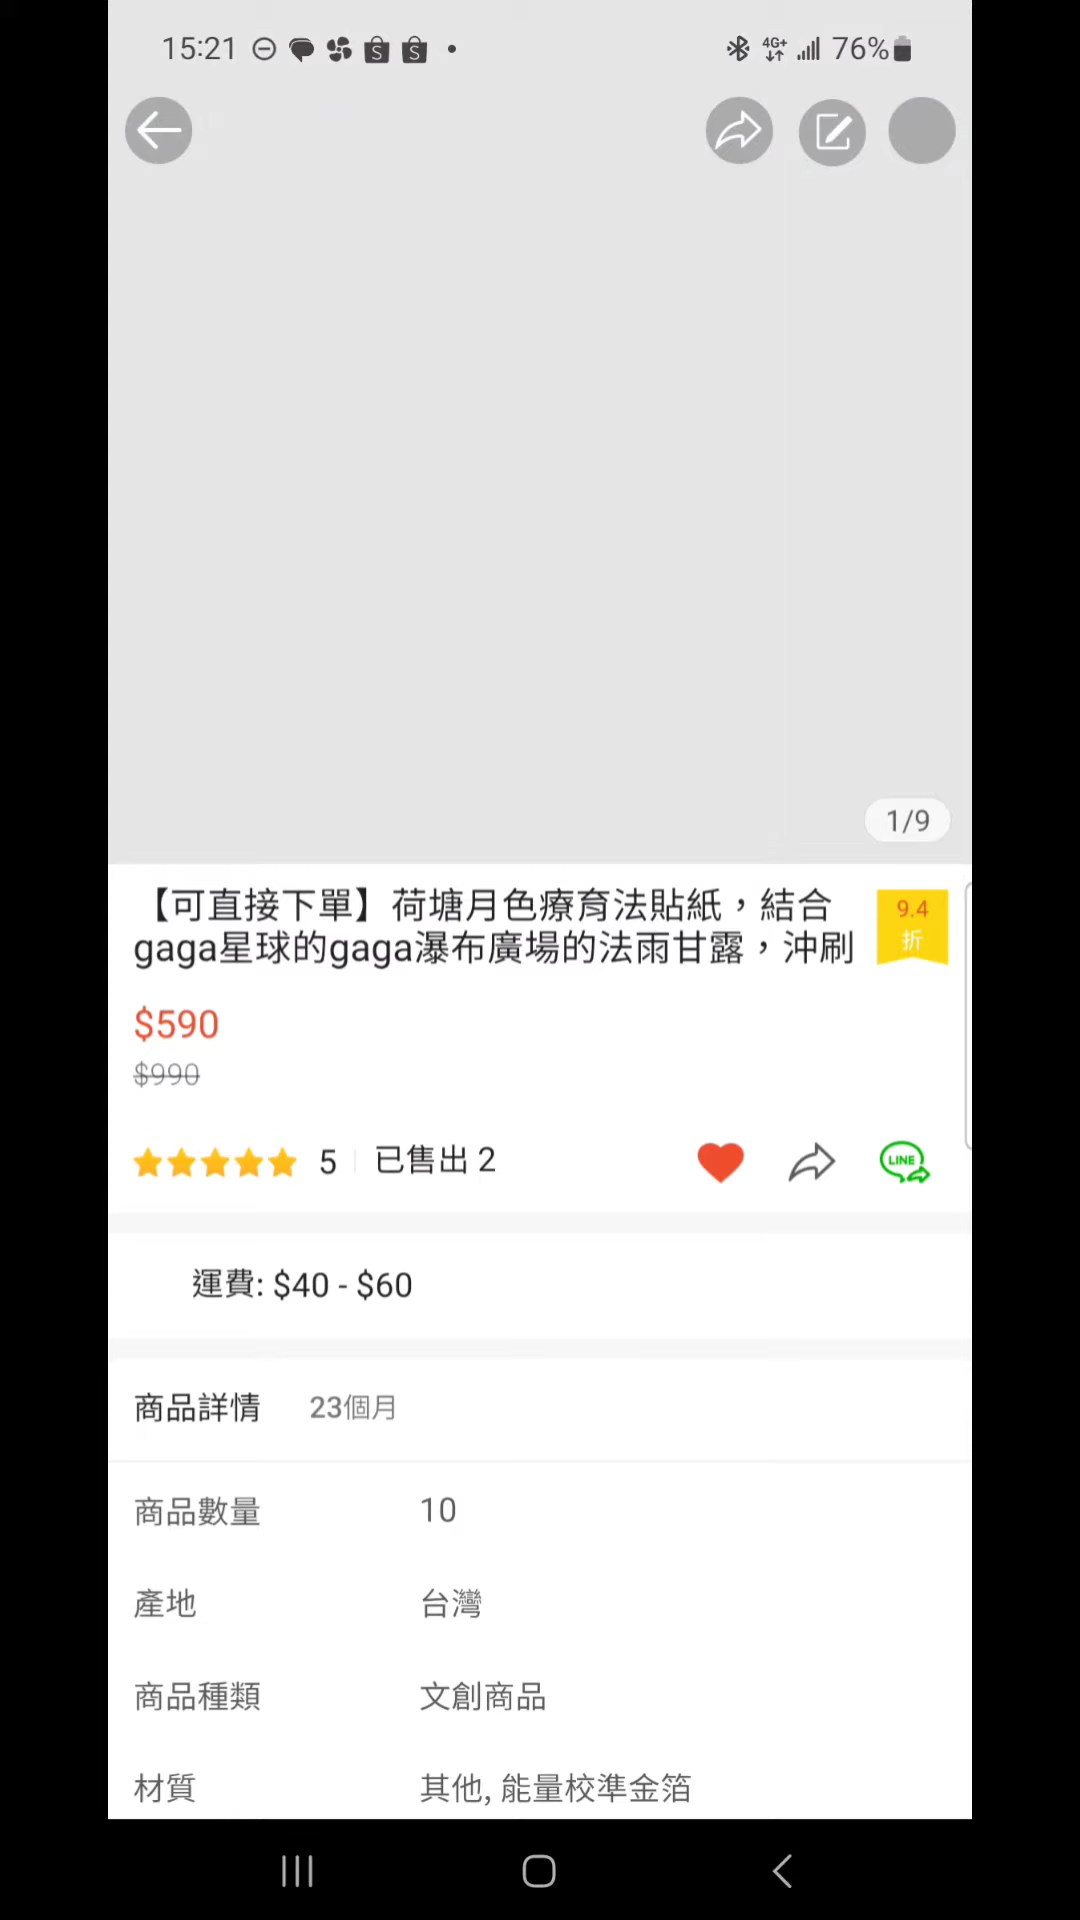 15:21 S S 4G+ 76%
1/9
【可直接下單】荷塘月色療育法貼紙，結合
gaga星球的gaga瀑布廣場的法雨甘露，沖刷
9.4
折
$590
$990
5 已售出 2
LINE
運費: $40 - $60
商品詳情 23個月
商品數量 10
產地 台灣
商品種類 文創商品
材質 其他, 能量校準金箔